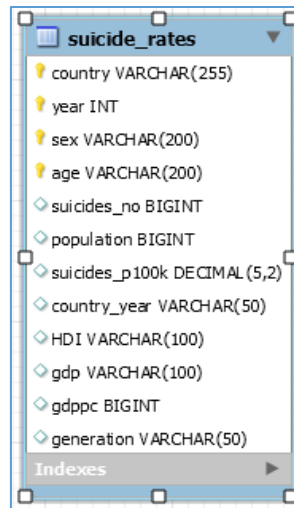 suicide_rates
country VARCHAR(255)
year INT
sex VARCHAR(200)
age VARCHAR(200)
suicides_no BIGINT
population BIGINT
suicides_p100k DECIMAL(5,2)
country_year VARCHAR(50)
HDI VARCHAR(100)
gdp VARCHAR(100)
gdppc BIGINT
generation VARCHAR(50)
Indexes